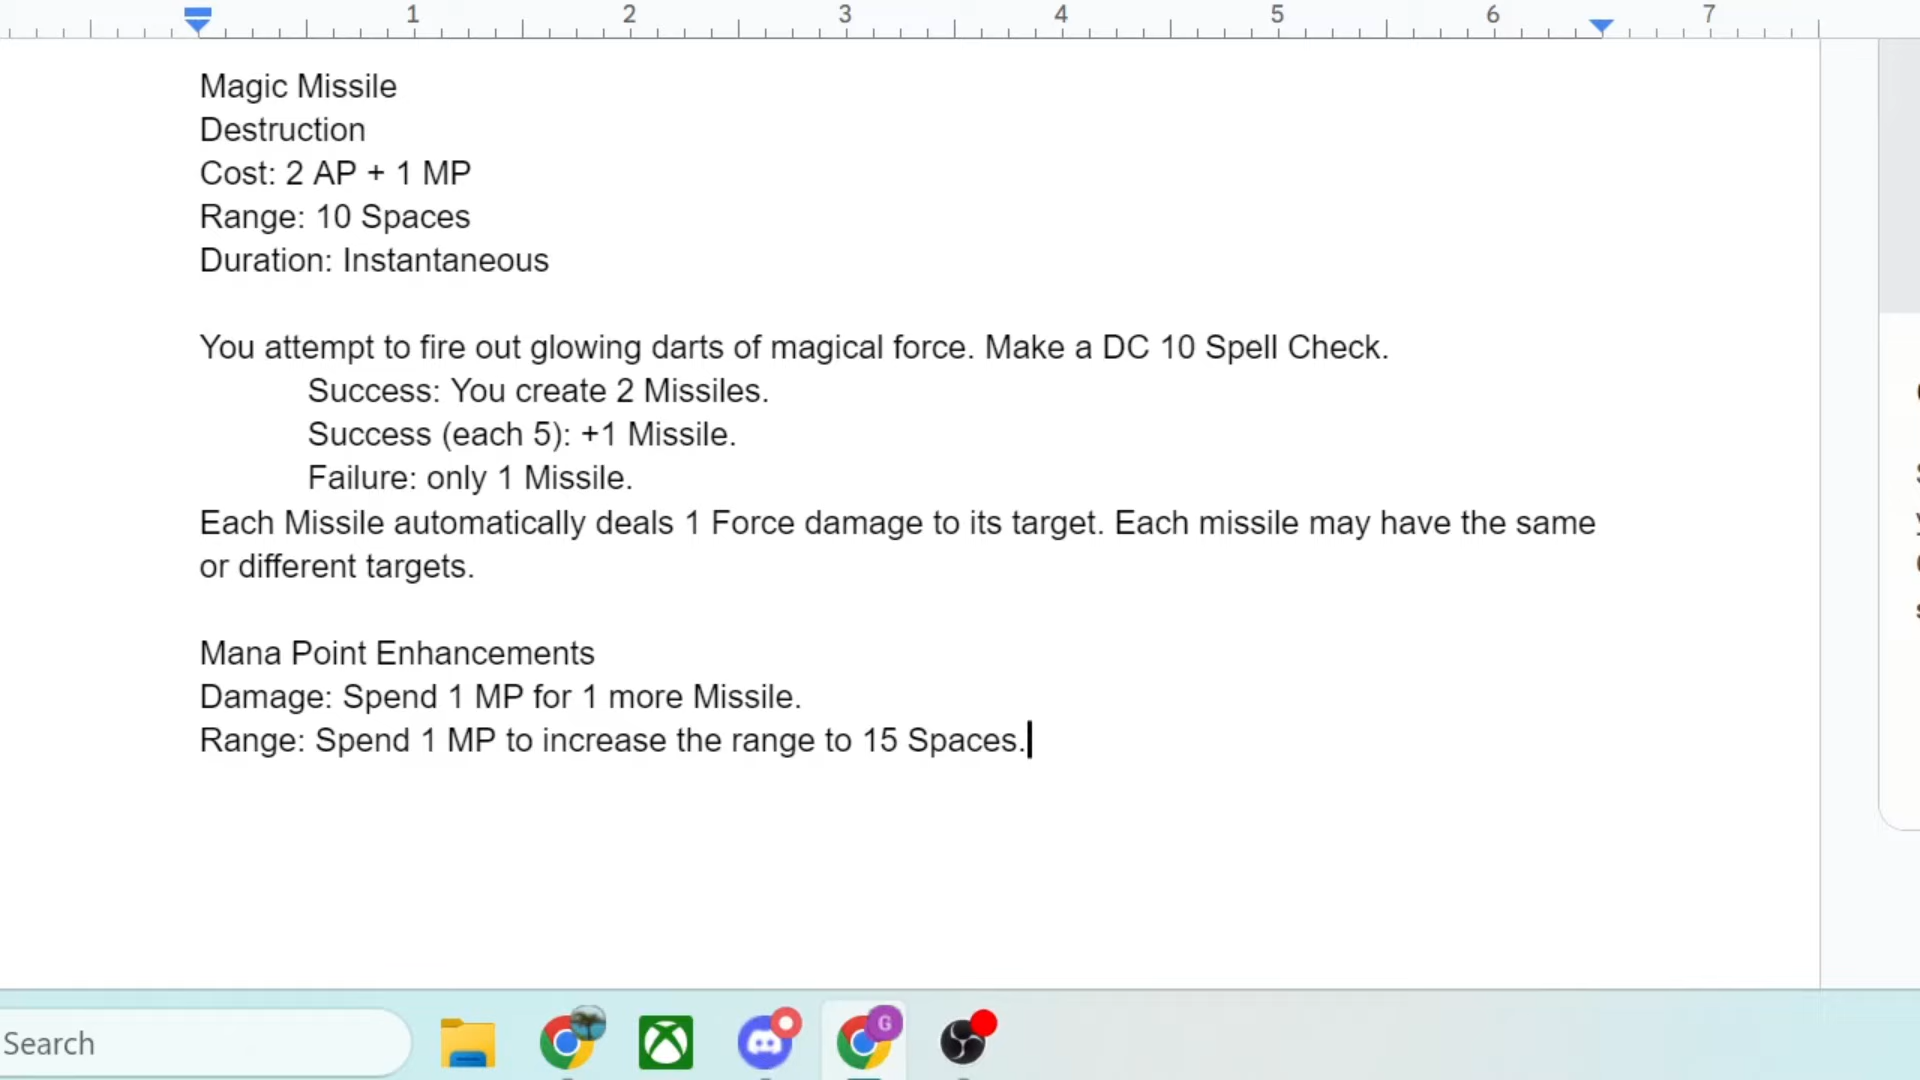 1 2 3 4 5 6 7
Magic Missile
Destruction
Cost: 2 AP + 1 MP
Range: 10 Spaces
Duration: Instantaneous
You attempt to fire out glowing darts of magical force. Make a DC 10 Spell Check.
Success: You create 2 Missiles.
Success (each 5): +1 Missile.
Failure: only 1 Missile.
Each Missile automatically deals 1 Force damage to its target. Each missile may have the same
or different targets.
Mana Point Enhancements
Damage: Spend 1 MP for 1 more Missile.
Range: Spend 1 MP to increase the range to 15 Spaces.
Search
G